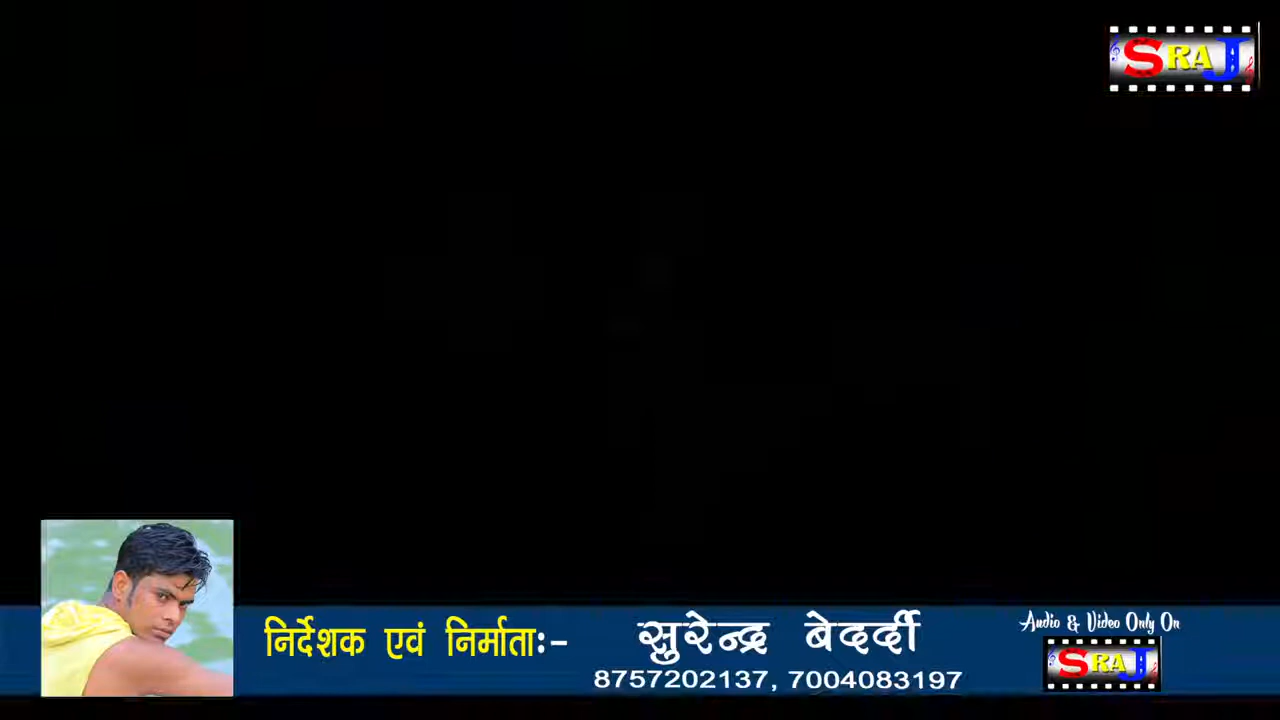 SRAJ
निर्देशक एवं निर्माताः- सुरेन्द्र बेदर्दी
8757202137, 7004083197
Audio & Video Only On
SRAJ